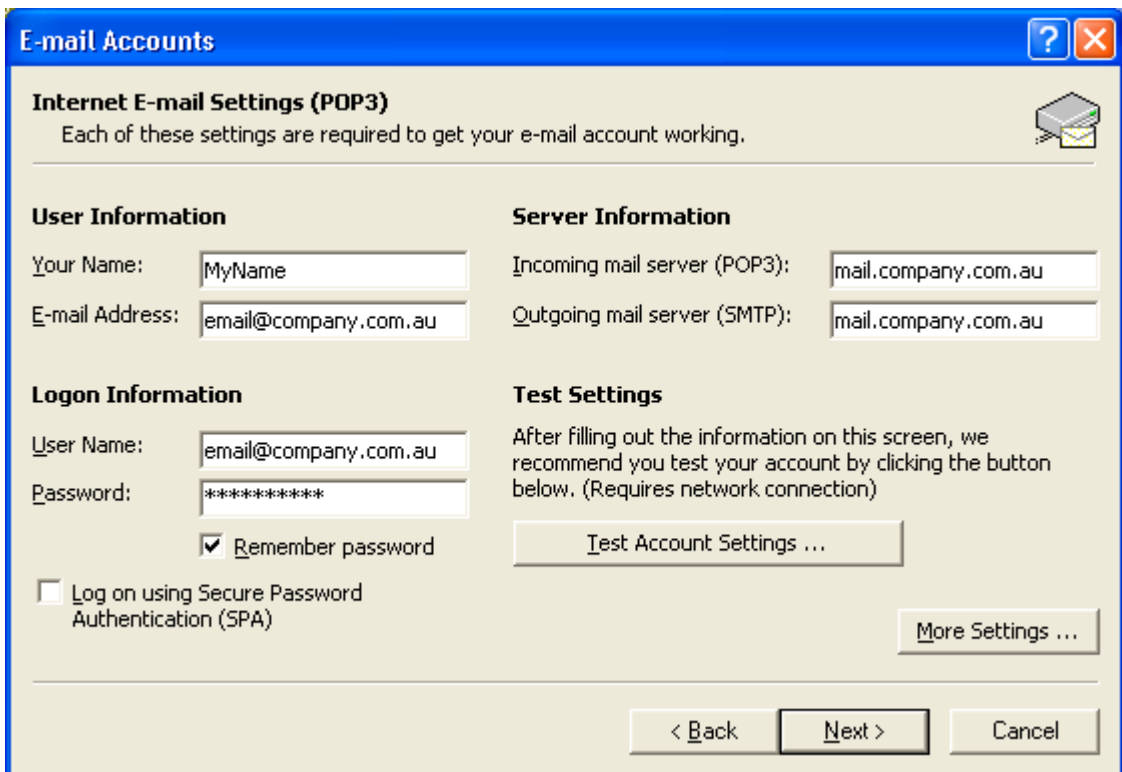 E-mail Accounts
Internet E-mail Settings (POP3)
Each of these settings are required to get your e-mail account working.
User Information
Your Name: MyName
E-mail Address: email@company.com.au
Server Information
Incoming mail server (POP3): mail.company.com.au
Outgoing mail server (SMTP): mail.company.com.au
Logon Information
User Name: email@company.com.au
Password: **********
Remember password
Log on using Secure Password
Authentication (SPA)
Test Settings
After filling out the information on this screen, we
recommend you test your account by clicking the button
below. (Requires network connection)
Test Account Settings ...
More Settings ...
< Back
Next >
Cancel